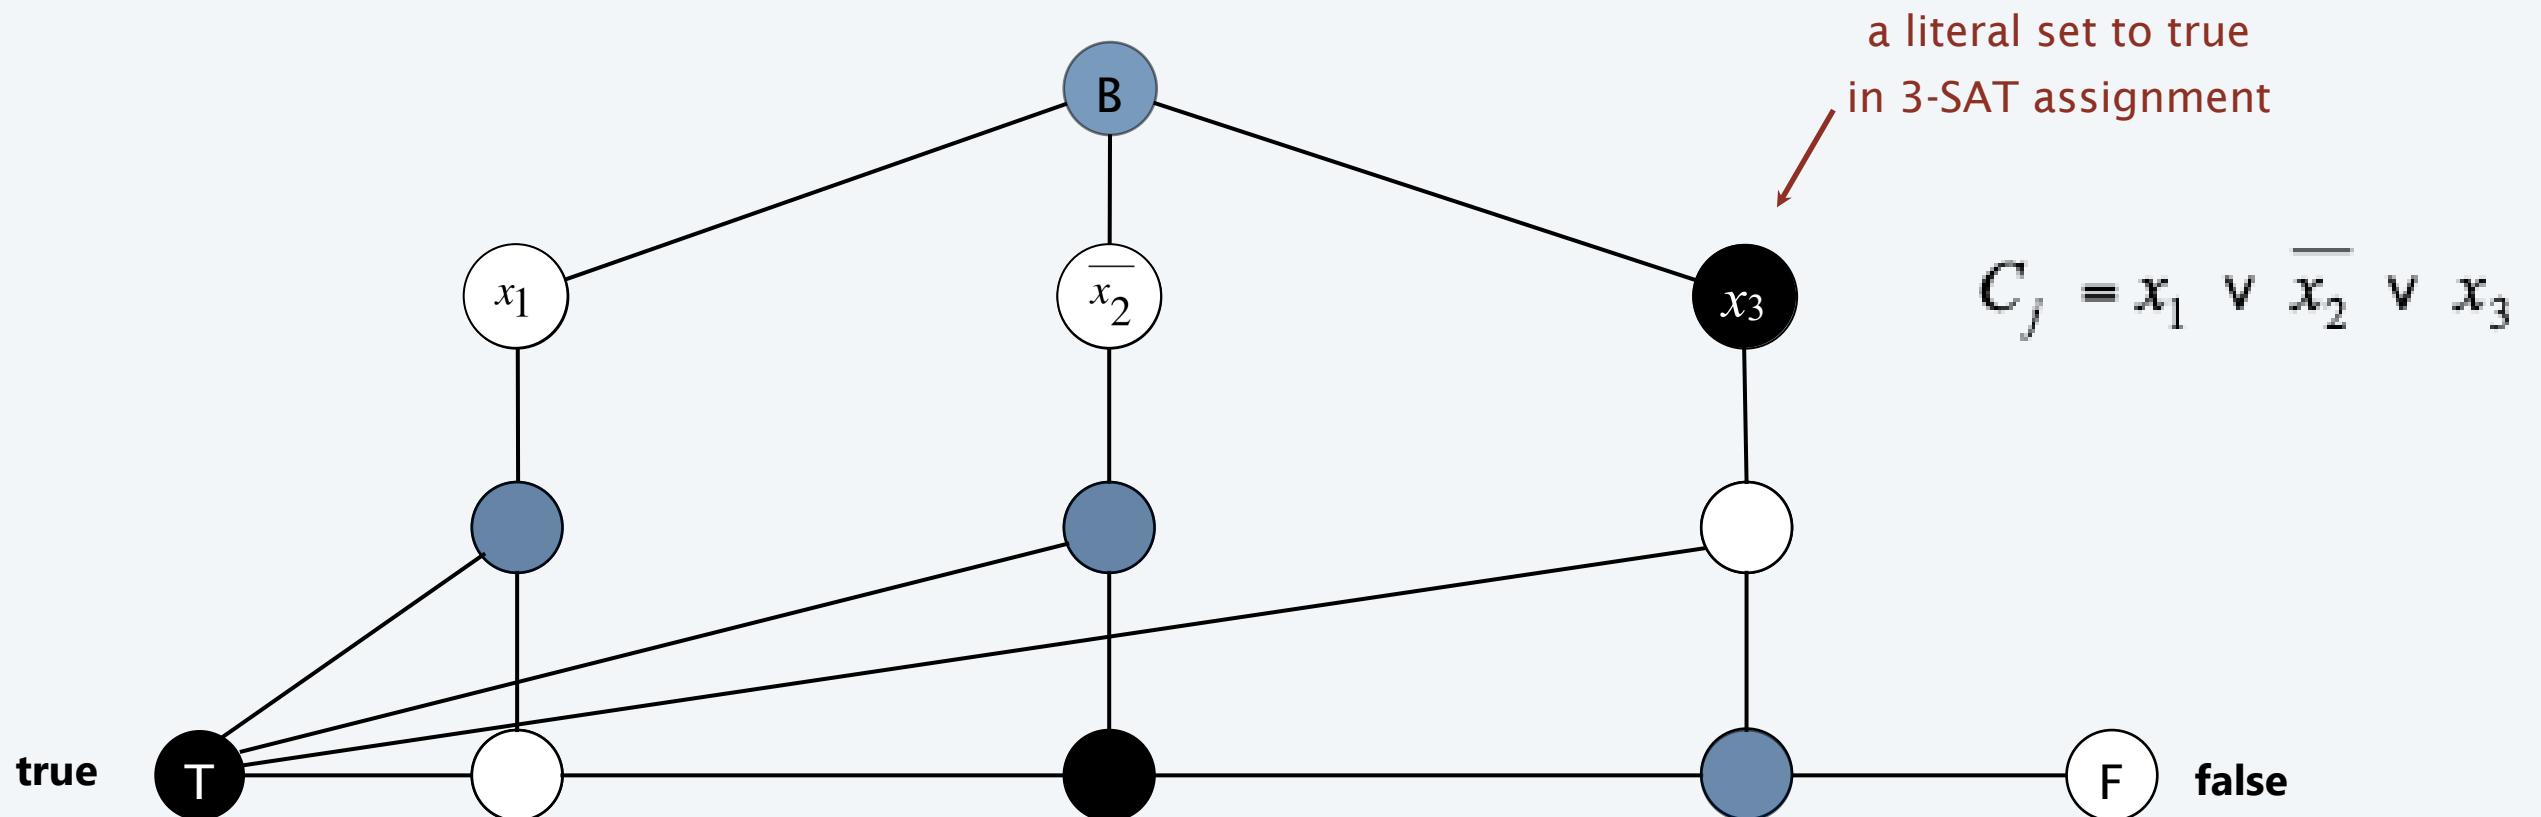 a literal set to true
in 3-SAT assignment
B
x₁
x̅₂
x₃
Cⱼ = x₁ ∨ x̅₂ ∨ x₃
true
T
F
false